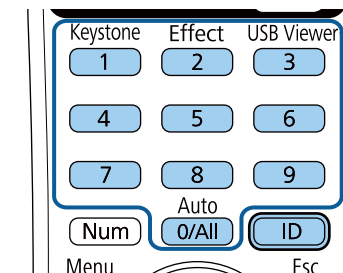 Keystone Effect USB Viewer
1 2 3
4 5 6
7 8 9
Auto
Num 0/All ID
Menu Esc